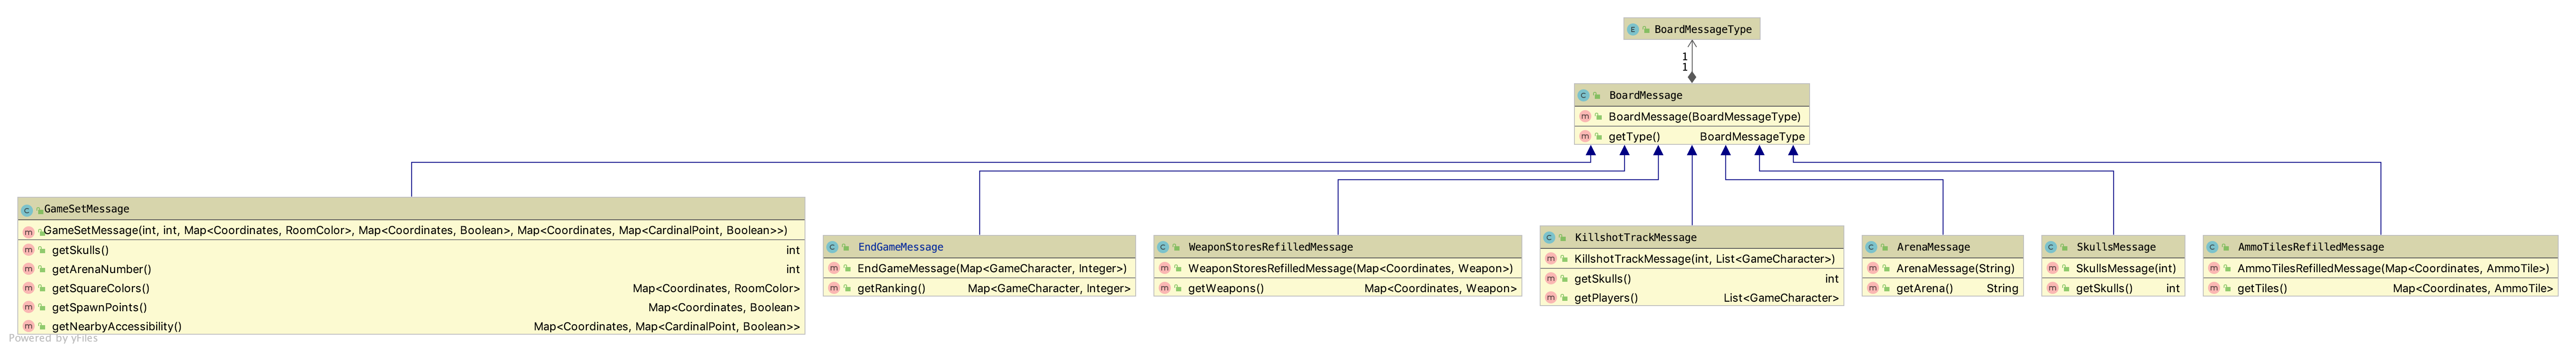 E BoardMessageType
1
1
C BoardMessage
m BoardMessage(BoardMessageType)
m getType() BoardMessageType
C GameSetMessage
m GameSetMessage(int, int, Map<Coordinates, RoomColor>, Map<Coordinates, Boolean>, Map<Coordinates, Map<CardinalPoint, Boolean>>)
m getSkulls() int
m getArenaNumber() int
m getSquareColors() Map<Coordinates, RoomColor>
m getSpawnPoints() Map<Coordinates, Boolean>
m getNearbyAccessibility() Map<Coordinates, Map<CardinalPoint, Boolean>>
C EndGameMessage
m EndGameMessage(Map<GameCharacter, Integer>)
m getRanking() Map<GameCharacter, Integer>
C WeaponStoresRefilledMessage
m WeaponStoresRefilledMessage(Map<Coordinates, Weapon>)
m getWeapons() Map<Coordinates, Weapon>
C KillshotTrackMessage
m KillshotTrackMessage(int, List<GameCharacter>)
m getSkulls() int
m getPlayers() List<GameCharacter>
C ArenaMessage
m ArenaMessage(String)
m getArena() String
C SkullsMessage
m SkullsMessage(int)
m getSkulls() int
C AmmoTilesRefilledMessage
m AmmoTilesRefilledMessage(Map<Coordinates, AmmoTile>)
m getTiles() Map<Coordinates, AmmoTile>
Powered by yFiles